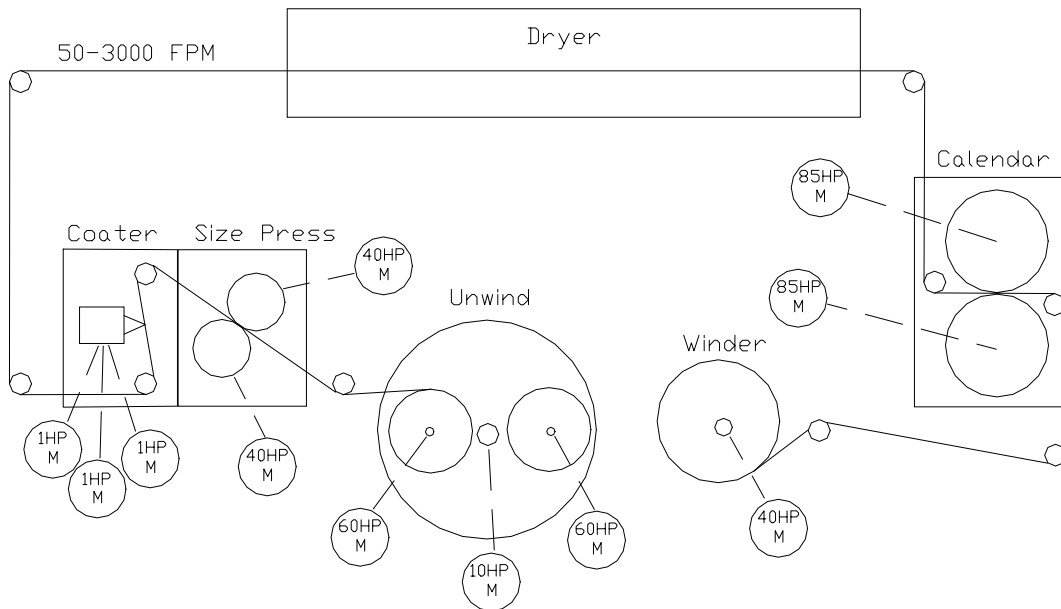 Dryer
50-3000 FPM
Calendar
85HP
M
Coater
Size Press
40HP
M
Unwind
85HP
M
Winder
1HP
M
1HP
M
1HP
M
40HP
M
60HP
M
10HP
M
60HP
M
40HP
M